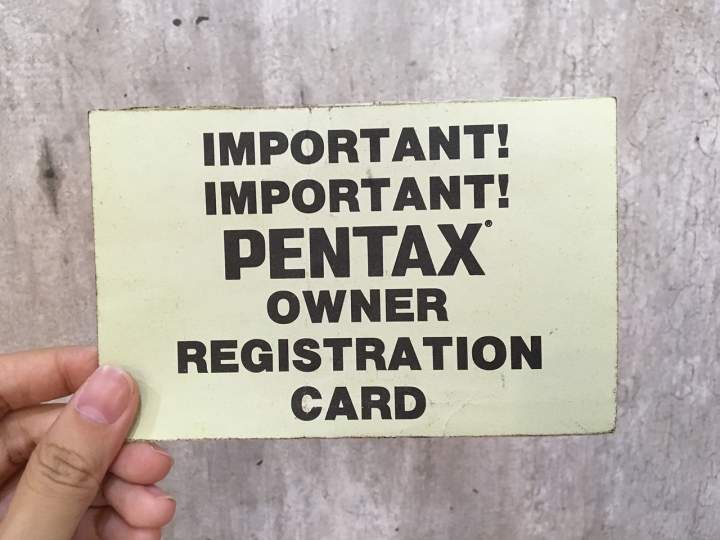 IMPORTANT!
IMPORTANT!
PENTAX®
OWNER
REGISTRATION
CARD